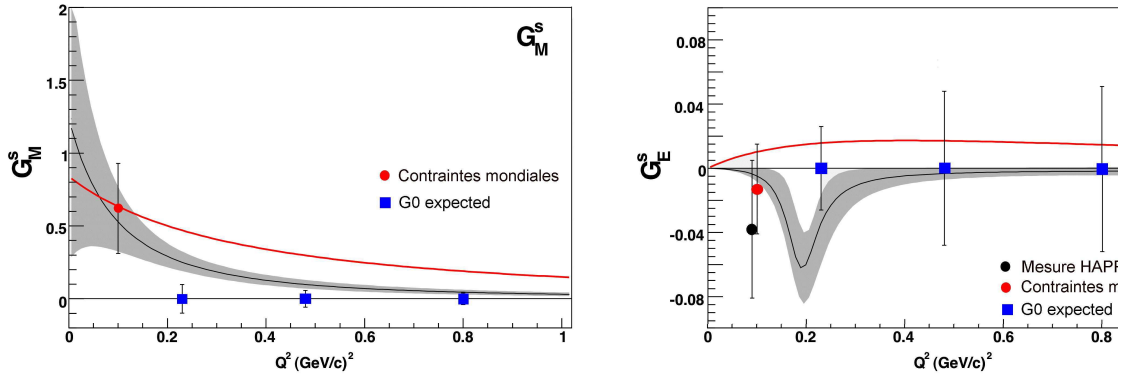 2
1.5
1
0.5
0
G^s_M
G^s_M
Contraintes mondiales
G0 expected
0 0.2 0.4 0.6 0.8 1
Q^2 (GeV/c)^2
0.08
0.04
0
-0.04
-0.08
G^s_E
Mesure HAPP
Contraintes m
G0 expected
0 0.2 0.4 0.6 0.8
Q^2 (GeV/c)^2